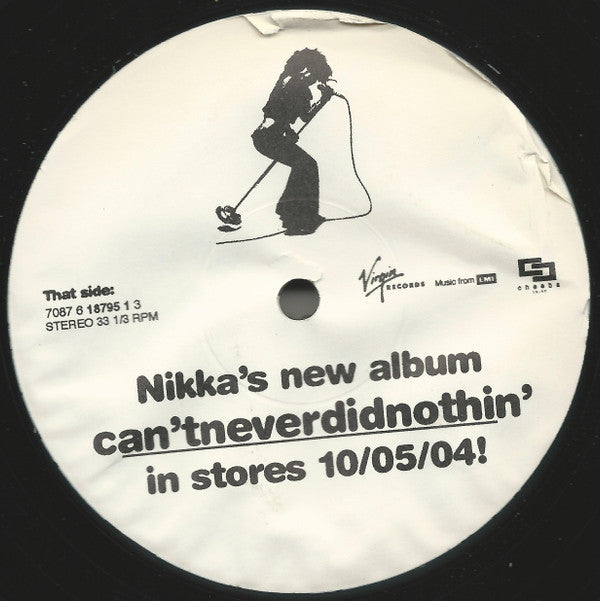 That side:
7087 6 18795 1 3
STEREO 33 1/3 RPM
Virgin RECORDS
Music from EMI
cheeba
Nikka's new album
can'tneverdidnothin'
in stores 10/05/04!